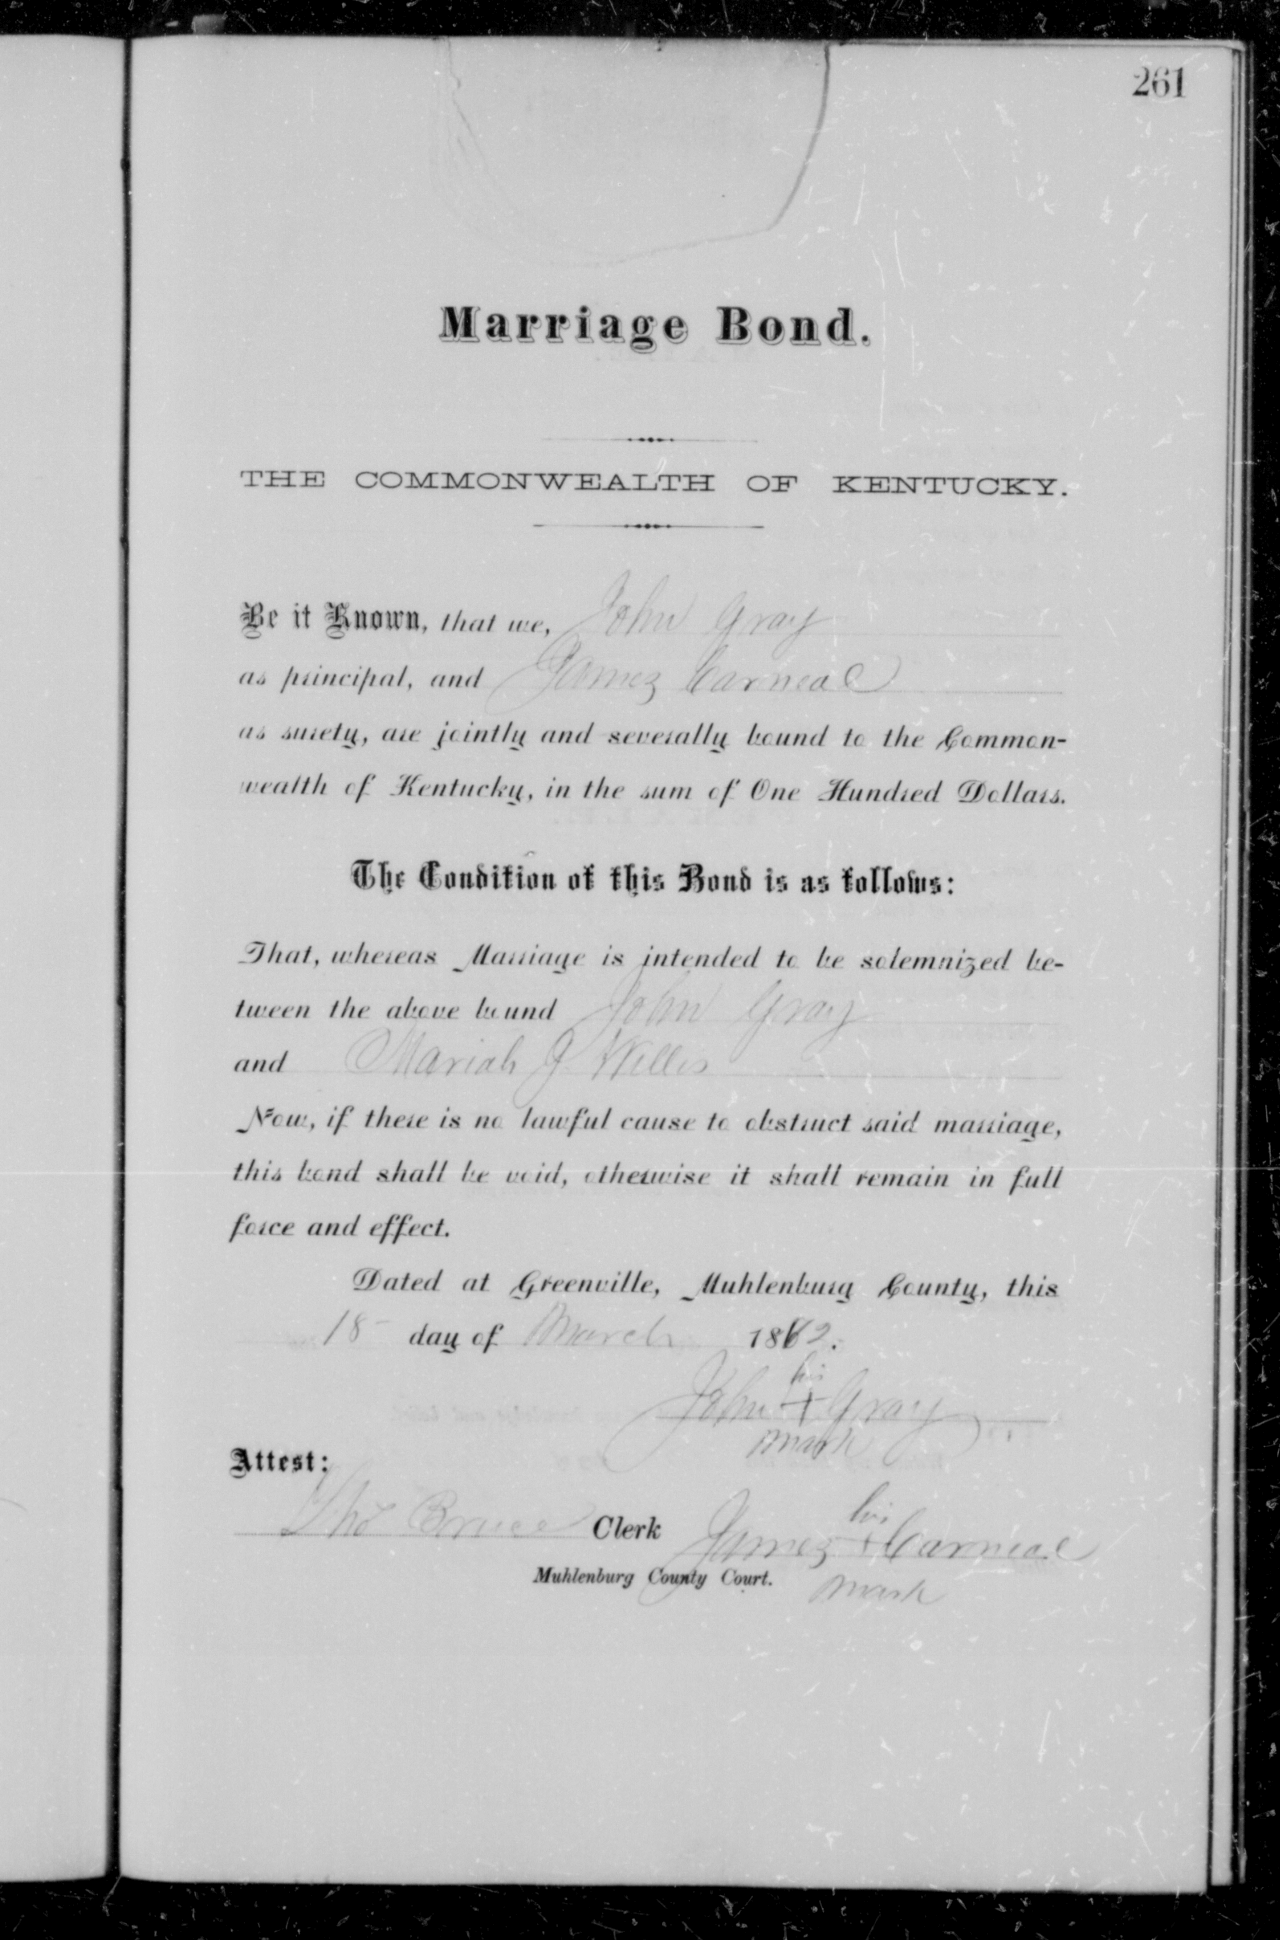 261
Marriage Bond.
THE COMMONWEALTH OF KENTUCKY.
Be it Known, that we, John Gray
as principal, and James Carneal
as surety, are jointly and severally bound to the Common-
wealth of Kentucky, in the sum of One Hundred Dollars.
The Condition of this Bond is as follows:
That, whereas Marriage is intended to be solemnized be-
tween the above bound John Gray
and Mariah J. Willis
Now, if there is no lawful cause to obstruct said marriage,
this bond shall be void, otherwise it shall remain in full
force and effect.
Dated at Greenville, Muhlenburg County, this
18 day of March 1882.
his
John + Gray
mark
Attest:
his
Tho Bruce Clerk James + Carneal
Muhlenburg County Court. mark